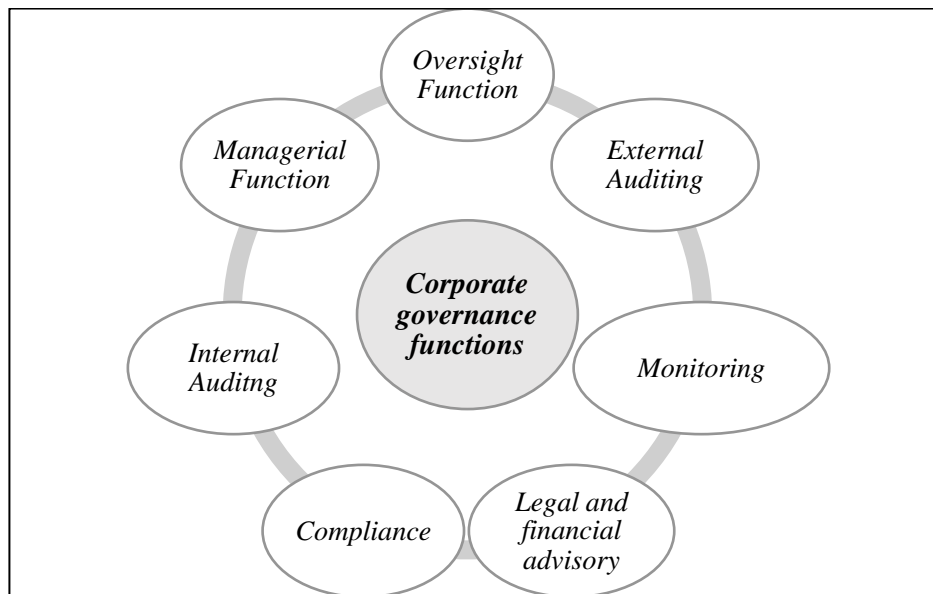 Oversight
Function
External
Auditing
Monitoring
Legal and
financial
advisory
Compliance
Internal
Auditng
Managerial
Function
Corporate
governance
functions